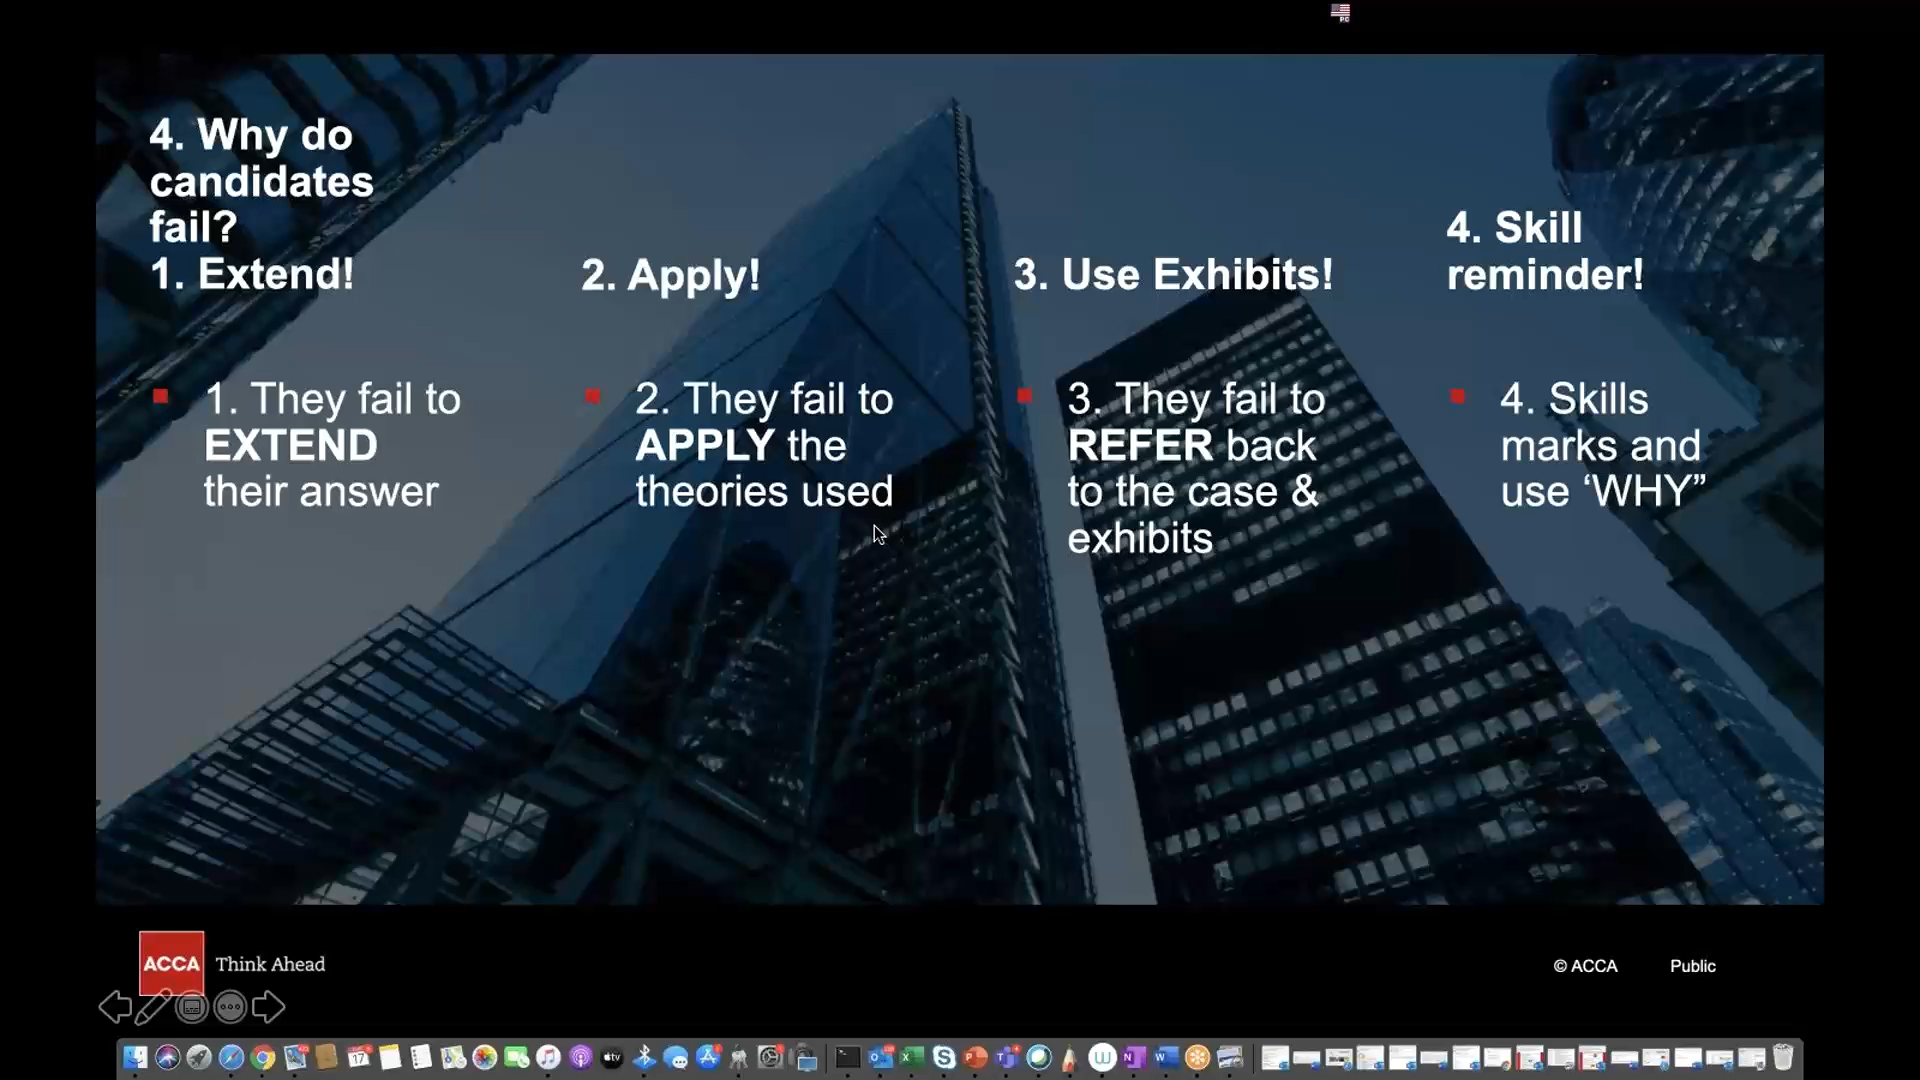 4. Why do
candidates
fail?
1. Extend!
2. Apply!
3. Use Exhibits!
4. Skill
reminder!
1. They fail to
EXTEND
their answer
2. They fail to
APPLY the
theories used
3. They fail to
REFER back
to the case &
exhibits
4. Skills
marks and
use ‘WHY”
ACCA
Think Ahead
© ACCA
Public
17
tv